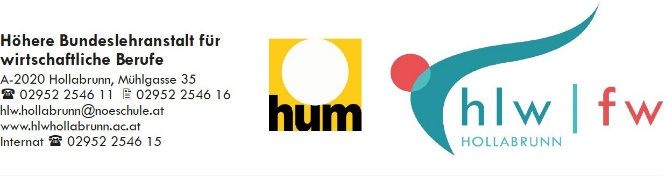 Höhere Bundeslehranstalt für
wirtschaftliche Berufe
A-2020 Hollabrunn, Mühlgasse 35
☎ 02952 2546 11 🖹 02952 2546 16
hlw.hollabrunn@noeschule.at
www.hlwhollabrunn.ac.at
Internat ☎ 02952 2546 15
hum
hlw | fw
HOLLABRUNN